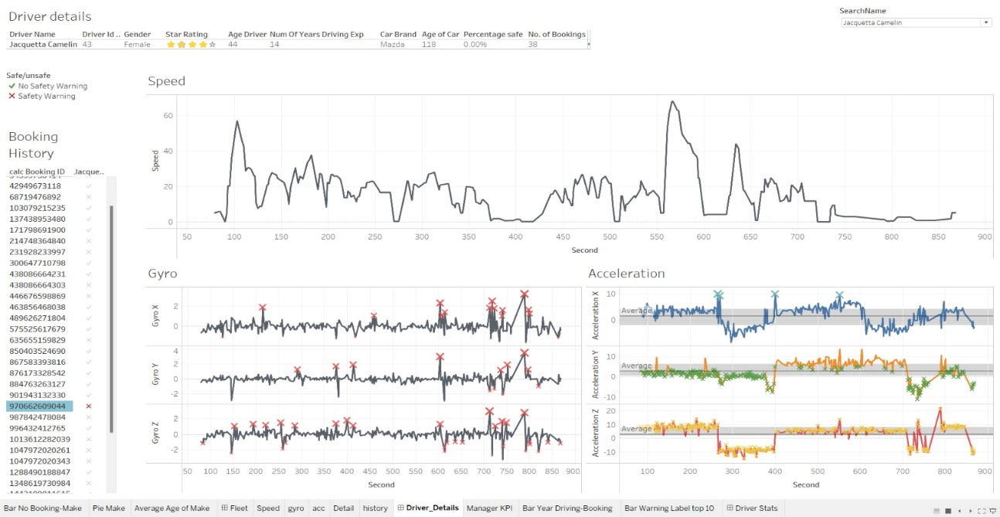 Driver details
SearchName
Jacquetta Camelin
Driver Name Driver Id .. Gender Star Rating Age Driver Num Of Years Driving Exp Car Brand Age of Car Percentage safe No. of Bookings
Jacquetta Camelin 43 Female 44 14 Mazda 118 0.00% 38
Safe/unsafe
No Safety Warning
Safety Warning
Booking
History
calc Booking ID Jacque..
42949673118
68719476892
103079215235
137438953480
171798691900
214748364840
231928233997
300647710798
438086664231
438086664303
446676598869
463856468038
489626271804
575525617679
635655159829
850403524690
867583393816
876173328542
884763263127
901943132330
970662609044
987842478084
996432412765
1013612282039
1047972020261
1047972020343
1288490188847
1348619730984
Speed
Speed
60
40
20
0
50 100 150 200 250 300 350 400 450 500 550 600 650 700 750 800 850 900
Second
Gyro
Gyro X
2
0
Gyro Y
4
2
0
-2
Gyro Z
2
0
-2
50 100 150 200 250 300 350 400 450 500 550 600 650 700 750 800 850 900
Second
Acceleration
Acceleration X
10
0
Average
Acceleration Y
10
0
-10
Average
Acceleration Z
20
10
0
-10
Average
100 200 300 400 500 600 700 800 900
Second
Bar No Booking-Make Pie Make Average Age of Make Fleet Speed gyro acc Detail history Driver_Details Manager KPI Bar Year Driving-Booking Bar Warning Label top 10 Driver Stats